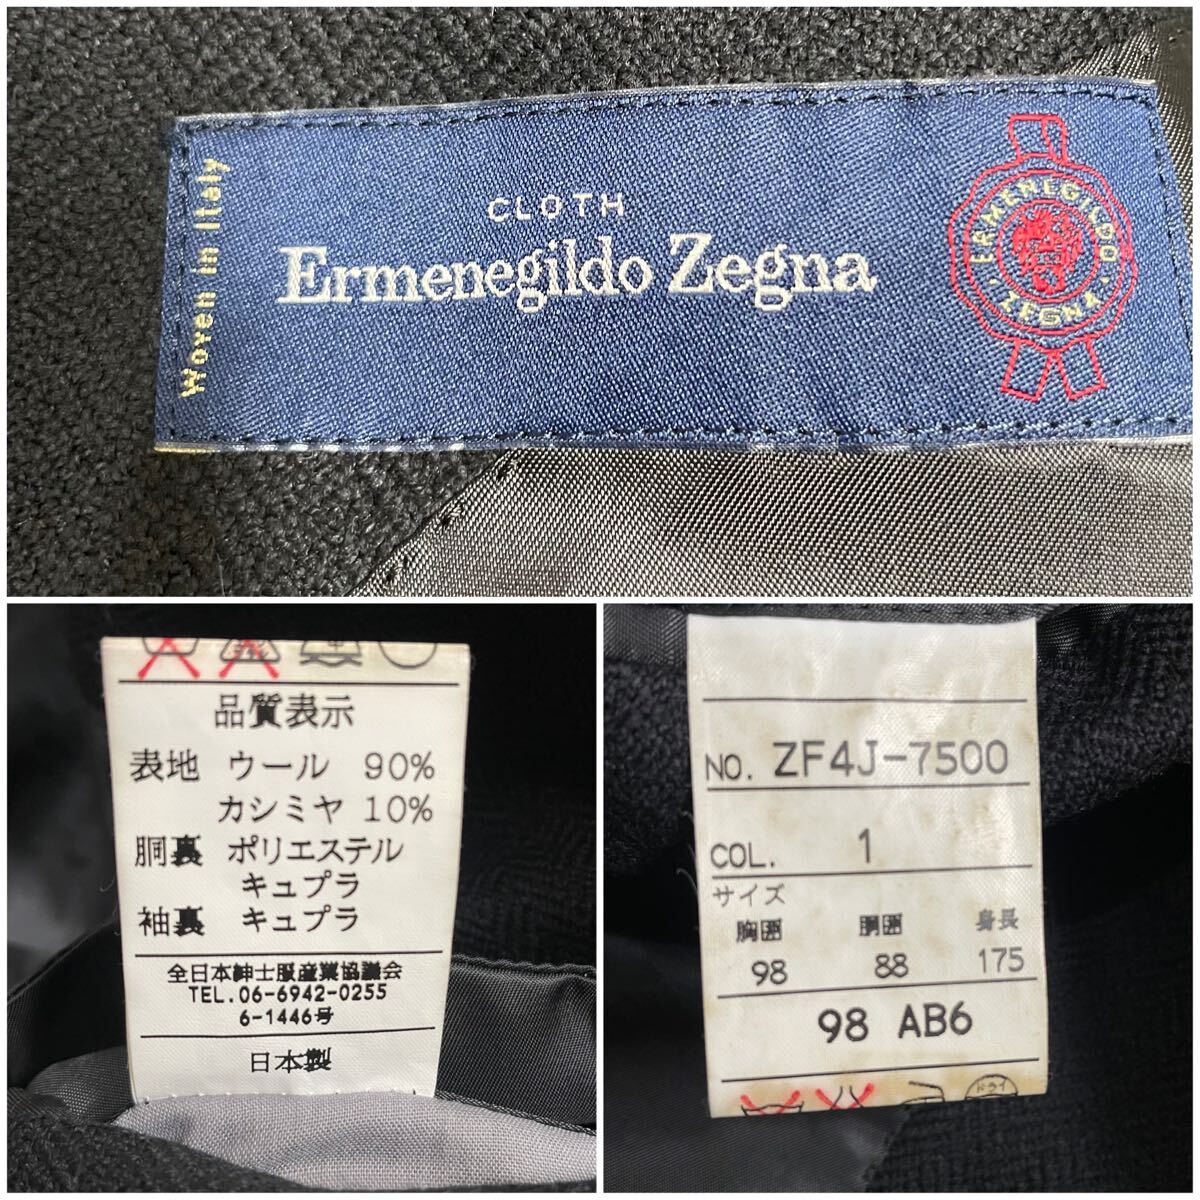 Woven in Italy
CLOTH
Ermenegildo Zegna
ERMENEGILDO
ZEGNA
品質表示
表地 ウール 90%
カシミヤ 10%
胴裏 ポリエステル
キュプラ
袖裏 キュプラ
全日本紳士服産業協議会
TEL.06-6942-0255
6-1446号
日本製
NO. ZF4J-7500
COL. 1
サイズ
胸囲 胴囲 身長
98 88 175
98 AB6
ドライ